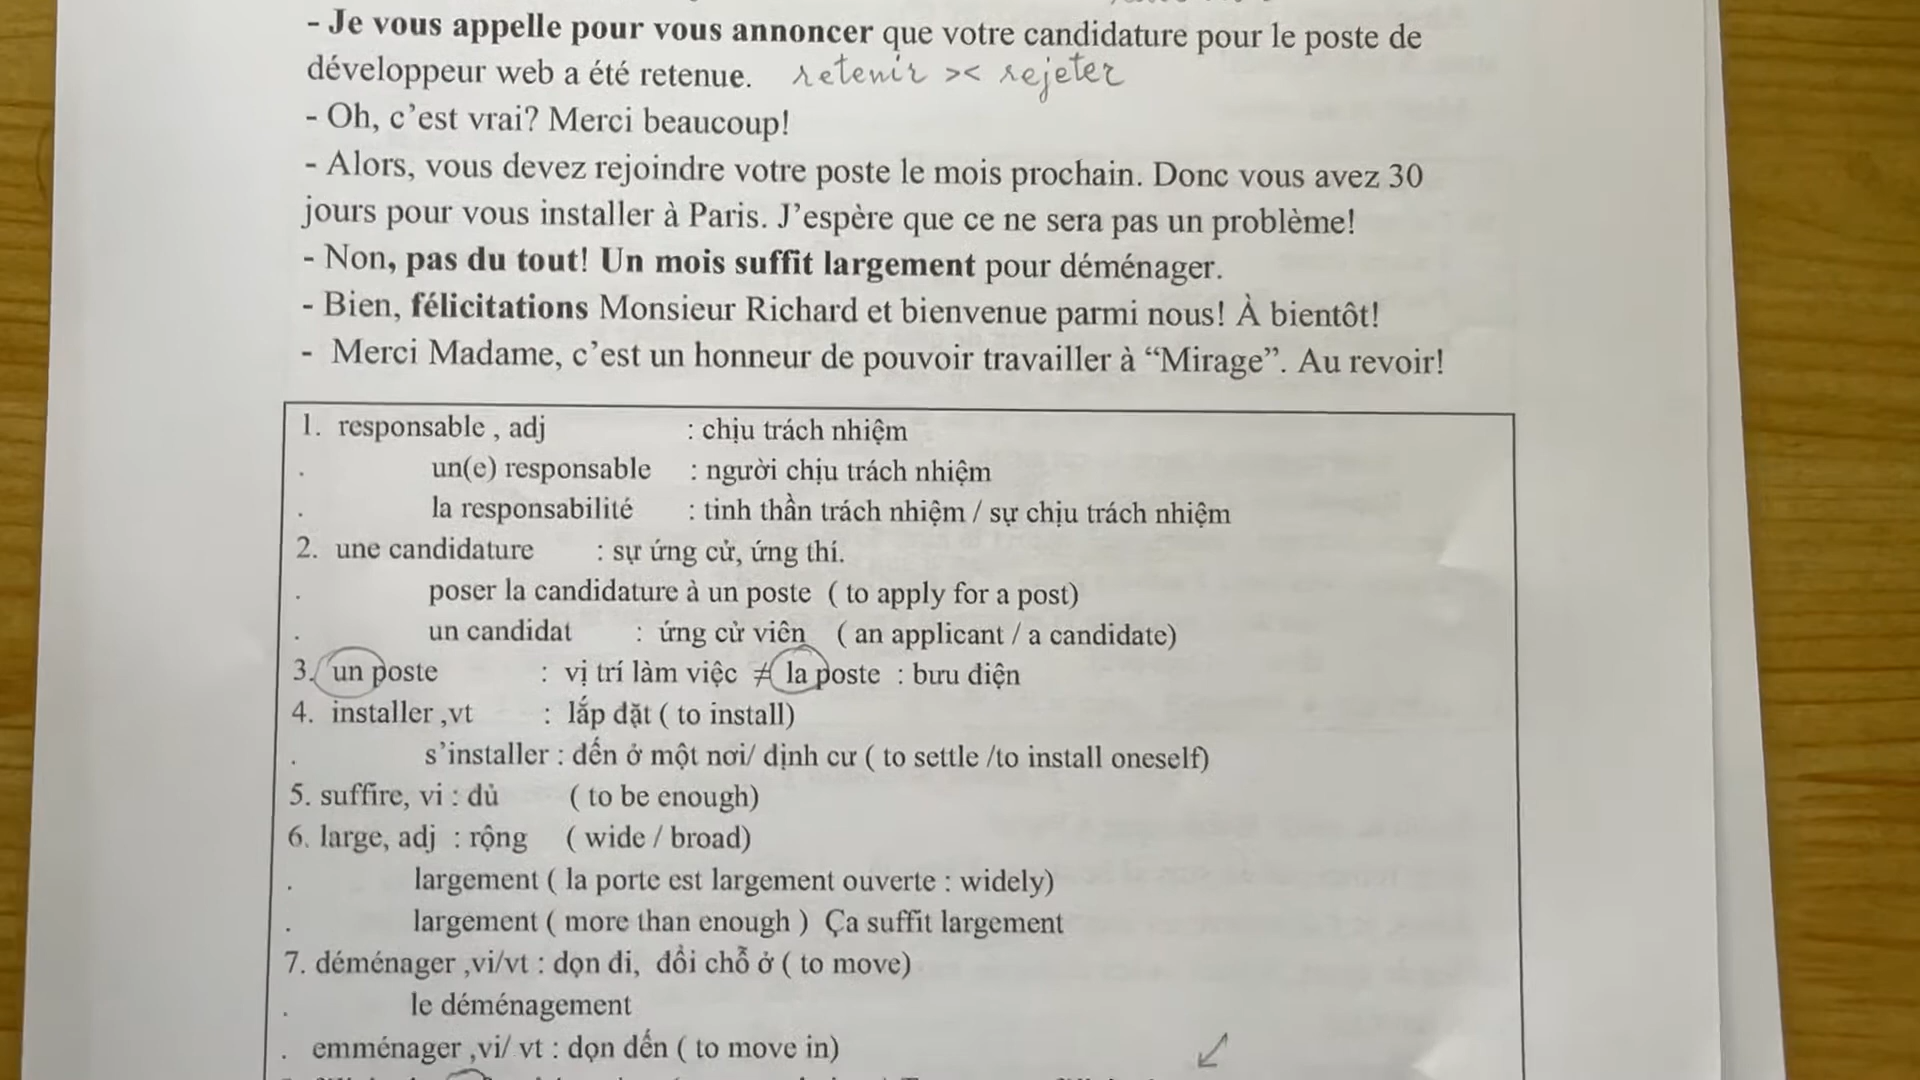 - Je vous appelle pour vous annoncer que votre candidature pour le poste de
développeur web a été retenue. retenir >< rejeter
- Oh, c’est vrai? Merci beaucoup!
- Alors, vous devez rejoindre votre poste le mois prochain. Donc vous avez 30
jours pour vous installer à Paris. J’espère que ce ne sera pas un problème!
- Non, pas du tout! Un mois suffit largement pour déménager.
- Bien, félicitations Monsieur Richard et bienvenue parmi nous! À bientôt!
- Merci Madame, c’est un honneur de pouvoir travailler à “Mirage”. Au revoir!
1. responsable , adj : chịu trách nhiệm
. un(e) responsable : người chịu trách nhiệm
. la responsabilité : tinh thần trách nhiệm / sự chịu trách nhiệm
2. une candidature : sự ứng cử, ứng thí.
. poser la candidature à un poste ( to apply for a post)
. un candidat : ứng cử viên ( an applicant / a candidate)
3. un poste : vị trí làm việc ≠ la poste : bưu điện
4. installer ,vt : lắp đặt ( to install)
. s’installer : đến ở một nơi/ định cư ( to settle /to install oneself)
5. suffire, vi : đủ ( to be enough)
6. large, adj : rộng ( wide / broad)
. largement ( la porte est largement ouverte : widely)
. largement ( more than enough ) Ça suffit largement
7. déménager ,vi/vt : dọn đi, đổi chỗ ở ( to move)
. le déménagement
. emménager ,vi/ vt : dọn đến ( to move in)